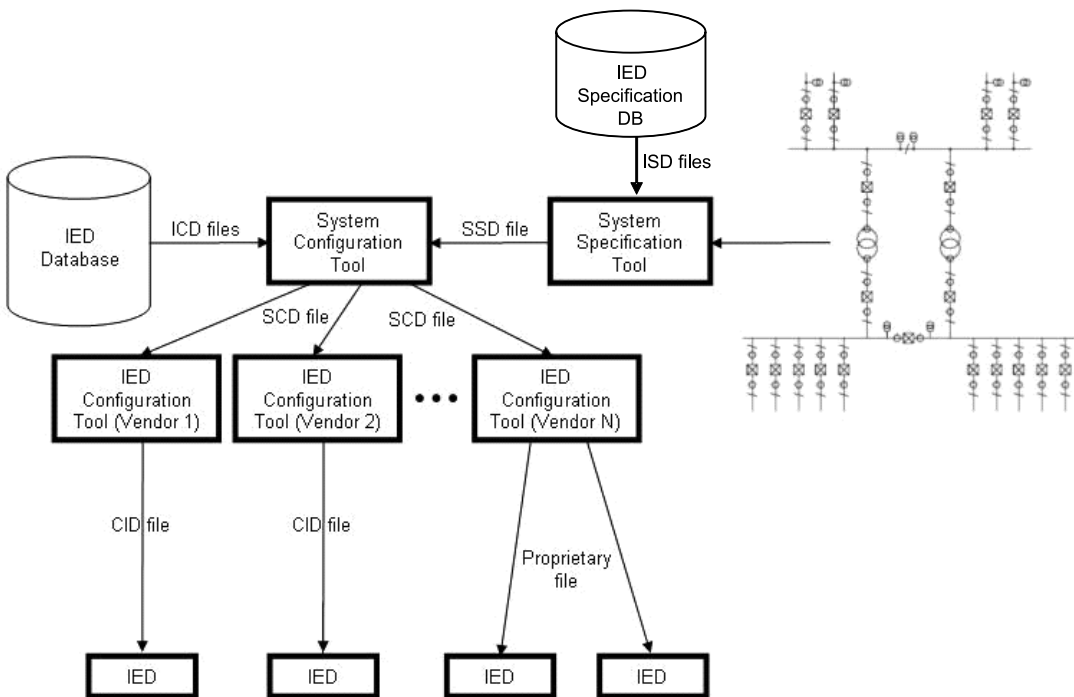 IED
Specification
DB
ISD files
IED
Database
ICD files
System
Configuration
Tool
SSD file
System
Specification
Tool
SCD file
SCD file
IED
Configuration
Tool (Vendor 1)
IED
Configuration
Tool (Vendor 2)
IED
Configuration
Tool (Vendor N)
CID file
CID file
Proprietary
file
IED
IED
IED
IED